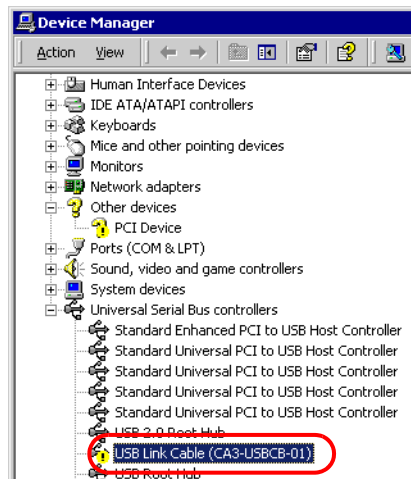 Device Manager
Action View
Human Interface Devices
IDE ATA/ATAPI controllers
Keyboards
Mice and other pointing devices
Monitors
Network adapters
Other devices
PCI Device
Ports (COM & LPT)
Sound, video and game controllers
System devices
Universal Serial Bus controllers
Standard Enhanced PCI to USB Host Controller
Standard Universal PCI to USB Host Controller
Standard Universal PCI to USB Host Controller
Standard Universal PCI to USB Host Controller
Standard Universal PCI to USB Host Controller
USB 2.0 Root Hub
USB Link Cable (CA3-USBCB-01)
USB Root Hub